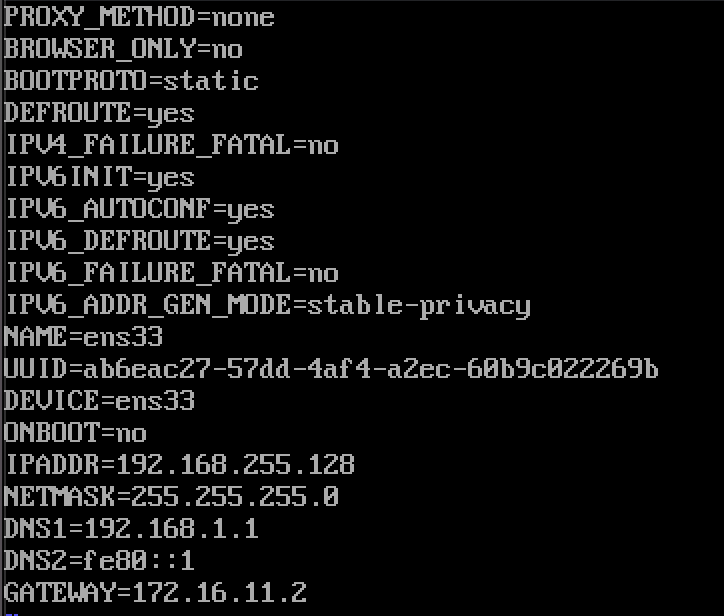 PROXY_METHOD=none
BROWSER_ONLY=no
BOOTPROTO=static
DEFROUTE=yes
IPV4_FAILURE_FATAL=no
IPV6INIT=yes
IPV6_AUTOCONF=yes
IPV6_DEFROUTE=yes
IPV6_FAILURE_FATAL=no
IPV6_ADDR_GEN_MODE=stable-privacy
NAME=ens33
UUID=ab6eac27-57dd-4af4-a2ec-60b9c022269b
DEVICE=ens33
ONBOOT=no
IPADDR=192.168.255.128
NETMASK=255.255.255.0
DNS1=192.168.1.1
DNS2=fe80::1
GATEWAY=172.16.11.2